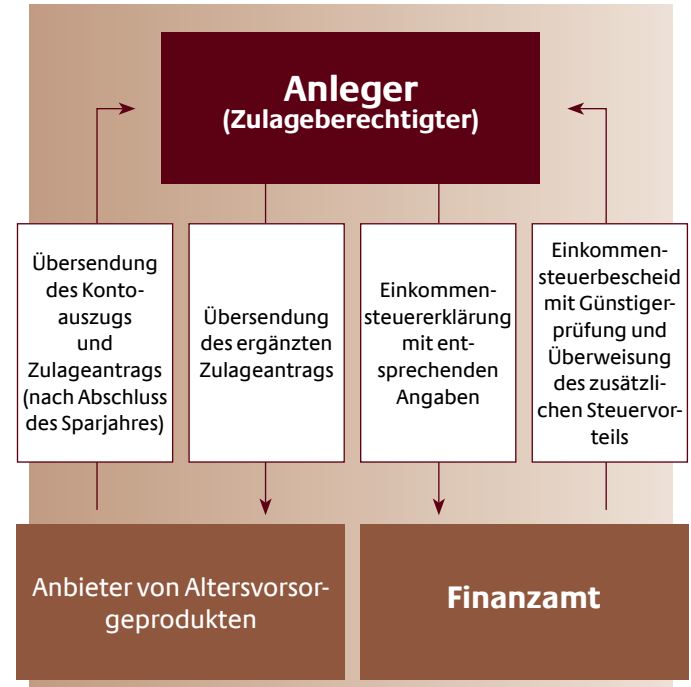 Anleger
(Zulageberechtigter)
Übersendung
des Konto-
auszugs
und
Zulageantrags
(nach Abschluss
des Sparjahres)
Übersendung
des ergänzten
Zulageantrags
Einkommen-
steuererklärung
mit ent-
sprechenden
Angaben
Einkommen-
steuerbescheid
mit Günstiger-
prüfung und
Überweisung
des zusätzli-
chen Steuervor-
teils
Anbieter von Altersvorsor-
geprodukten
Finanzamt